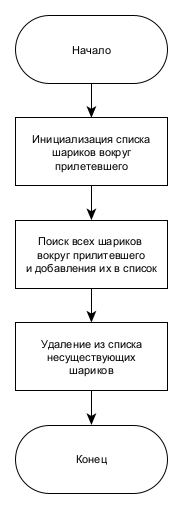 Начало
Инициализация списка
шариков вокруг
прилетевшего
Поиск всех шариков
вокруг прилитевшего
и добавления их в список
Удаление из списка
несуществующих
шариков
Конец